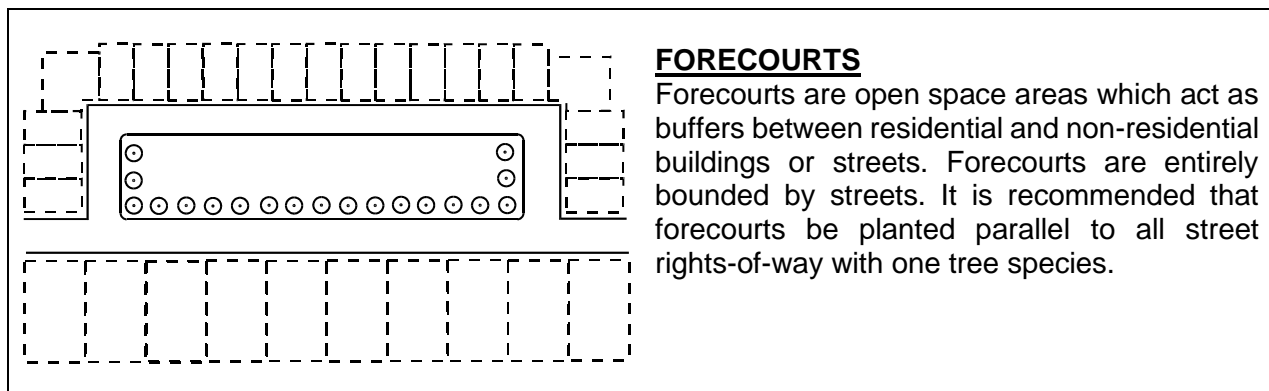 FORECOURTS
Forecourts are open space areas which act as
buffers between residential and non-residential
buildings or streets. Forecourts are entirely
bounded by streets. It is recommended that
forecourts be planted parallel to all street
rights-of-way with one tree species.